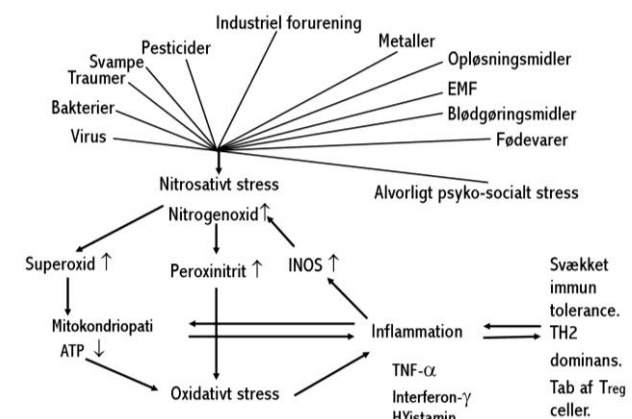 Industriel forurening
Metaller
Pesticider
Opløsningsmidler
Svampe
Traumer
EMF
Bakterier
Blødgøringsmidler
Virus
Fødevarer
Nitrosativt stress
Alvorligt psyko-socialt stress
Nitrogenoxid ↑
Superoxid ↑
Peroxinitrit ↑
INOS ↑
Svækket
immun
tolerance.
TH2
dominans.
Tab af Treg
celler.
Mitokondriopati
ATP ↓
Inflammation
TNF-α
Interferon-γ
HYistamin
Oxidativt stress